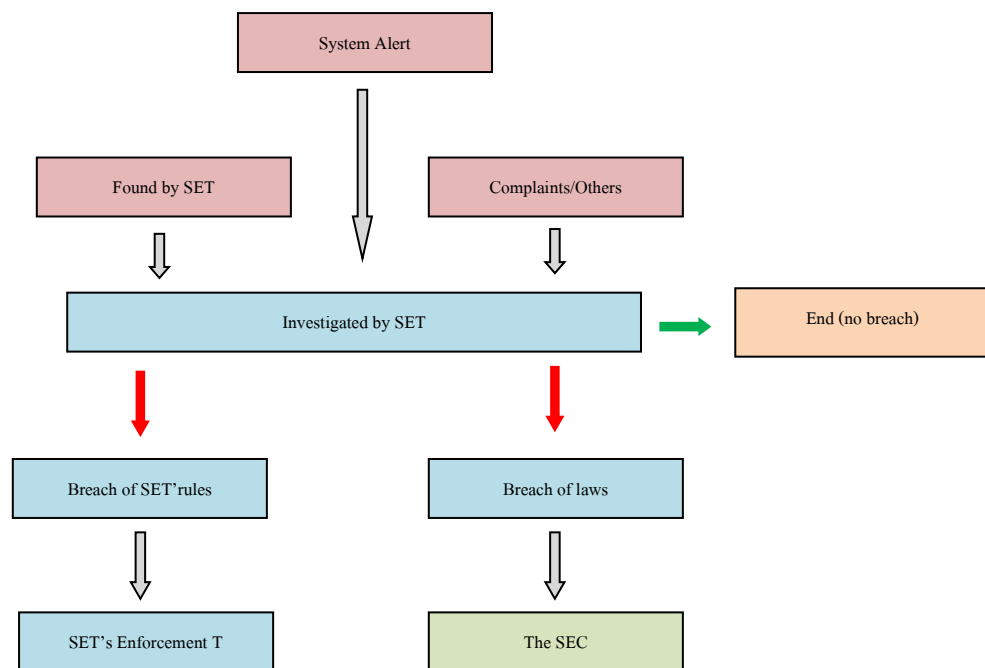 System Alert
Found by SET
Complaints/Others
Investigated by SET
End (no breach)
Breach of SET’rules
Breach of laws
SET’s Enforcement T
The SEC